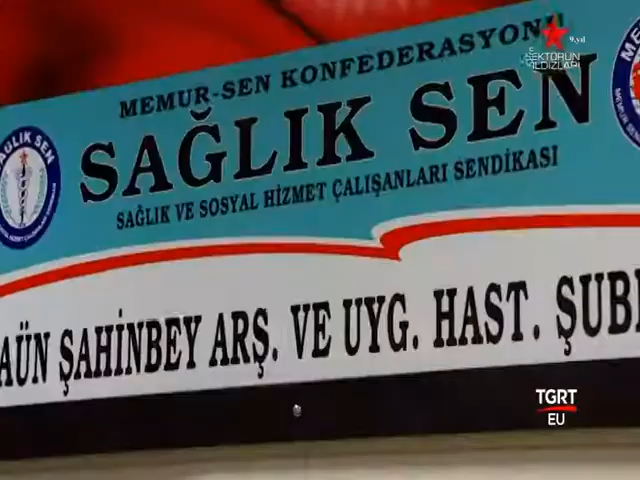 9.yıl
SEKTÖRÜN
YILDIZLARI
MEMUR-SEN KONFEDERASYONU
SAĞLIK SEN
SAĞLIK VE SOSYAL HİZMET ÇALIŞANLARI SENDİKASI
SAĞLIK SEN
AÜN ŞAHİNBEY ARŞ. VE UYG. HAST. ŞUBE
TGRT
EU